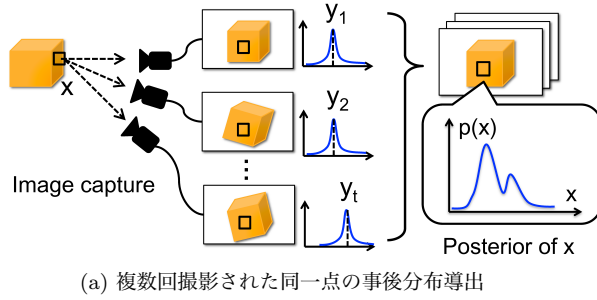 x
Image capture
y1
y2
⋮
yt
p(x)
x
Posterior of x
(a) 複数回撮影された同一点の事後分布導出